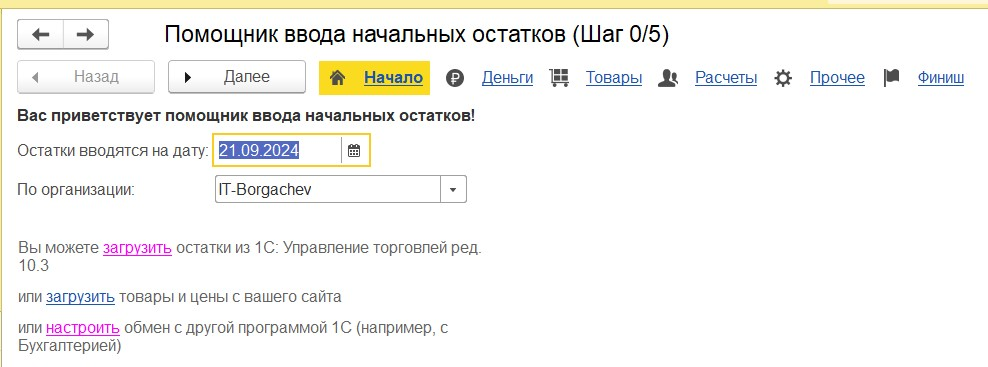 Помощник ввода начальных остатков (Шаг 0/5)
Назад Далее Начало Деньги Товары Расчеты Прочее Финиш
Вас приветствует помощник ввода начальных остатков!
Остатки вводятся на дату: 21.09.2024
По организации: IT-Borgachev
Вы можете загрузить остатки из 1С: Управление торговлей ред.
10.3
или загрузить товары и цены с вашего сайта
или настроить обмен с другой программой 1С (например, с
Бухгалтерией)